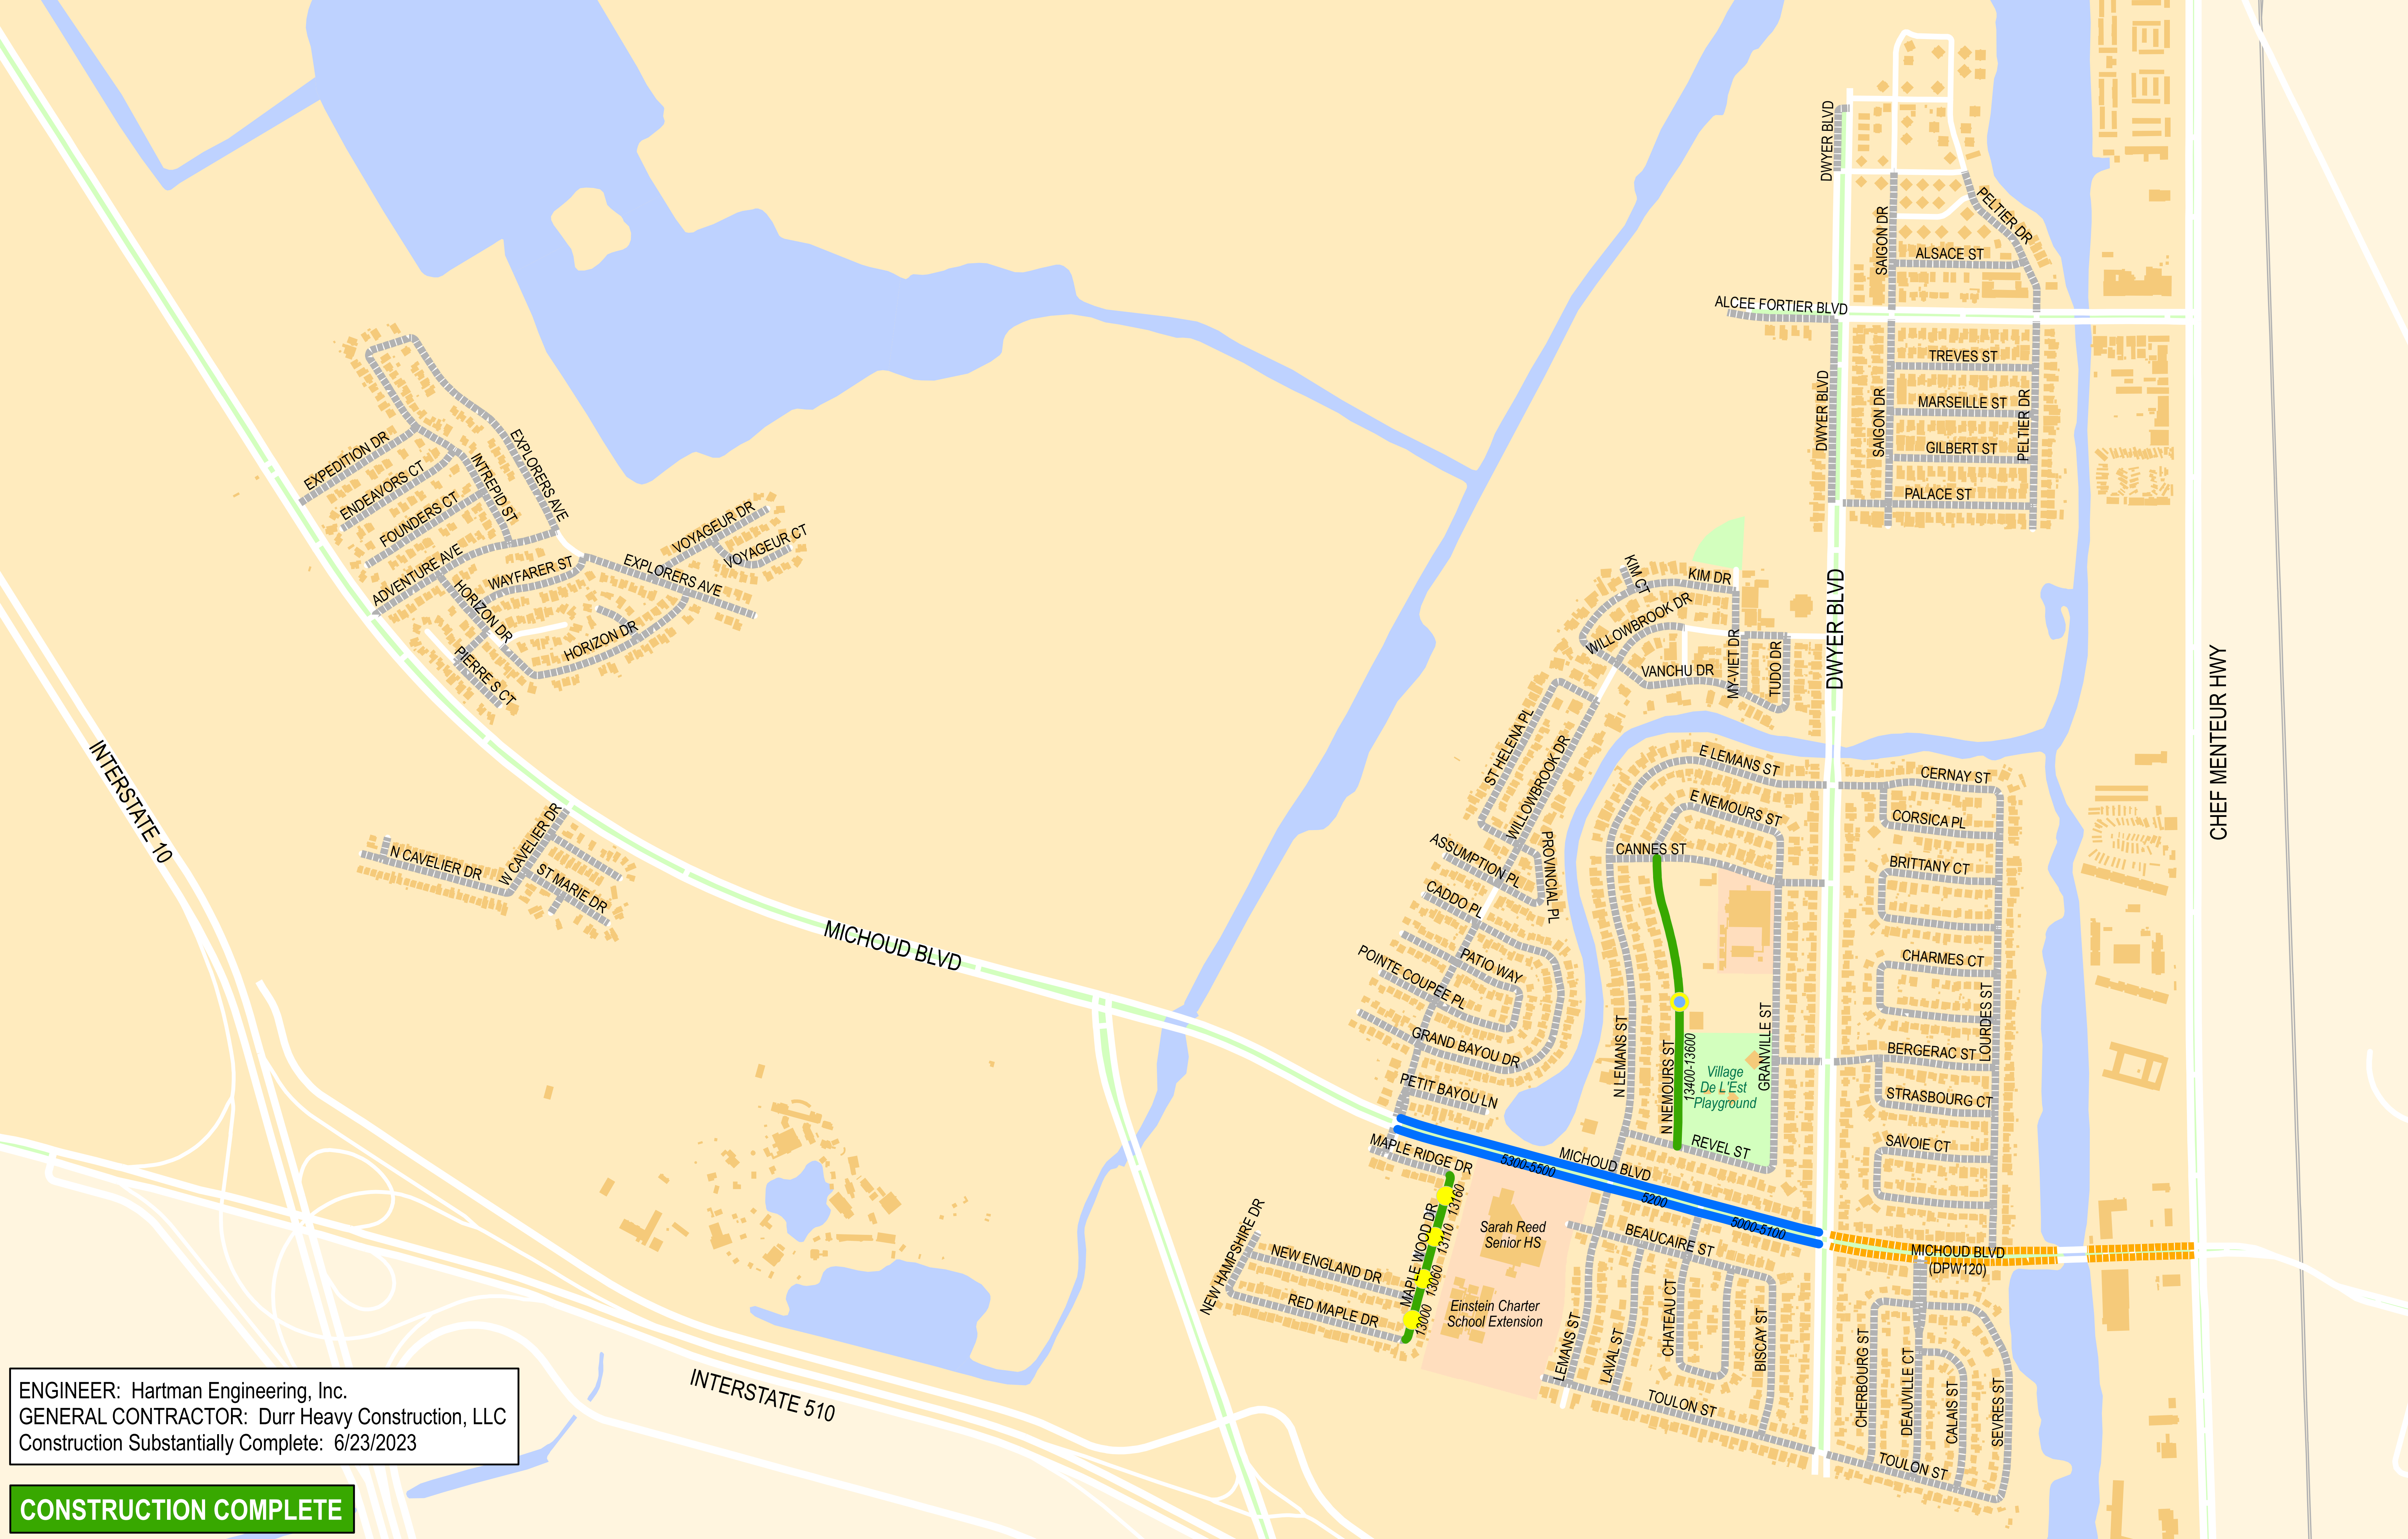 DWYER BLVD
SAIGON DR
PELTIER DR
ALSACE ST
ALCEE FORTIER BLVD
TREVES ST
DWYER BLVD
SAIGON DR
MARSEILLE ST
PELTIER DR
GILBERT ST
PALACE ST
EXPEDITION DR
ENDEAVORS CT
FOUNDERS CT
INTREPID ST
EXPLORERS AVE
ADVENTURE AVE
WAYFARER ST
HORIZON DR
EXPLORERS AVE
VOYAGEUR DR
VOYAGEUR CT
HORIZON DR
PIERRE S CT
KIM CT
KIM DR
WILLOWBROOK DR
VANCHU DR
MY-VIET DR
TUDO DR
DWYER BLVD
CHEF MENTEUR HWY
INTERSTATE 10
N CAVELIER DR
W CAVELIER DR
ST MARIE DR
MICHOUD BLVD
ST HELENA PL
WILLOWBROOK DR
ASSUMPTION PL
PROVINCIAL PL
CADDO PL
PATIO WAY
POINTE COUPEE PL
GRAND BAYOU DR
PETIT BAYOU LN
E LEMANS ST
E NEMOURS ST
CANNES ST
CERNAY ST
CORSICA PL
BRITTANY CT
CHARMES CT
LOURDES ST
BERGERAC ST
STRASBOURG CT
SAVOIE CT
N LEMANS ST
N NEMOURS ST
13400-13600
GRANVILLE ST
Village
De L'Est
Playground
REVEL ST
MAPLE RIDGE DR
MICHOUD BLVD
5300-5500
5200
5000-5100
MICHOUD BLVD
(DPW120)
MAPLE WOOD DR
13160
13110
13060
13000
Sarah Reed
Senior HS
Einstein Charter
School Extension
NEW HAMPSHIRE DR
NEW ENGLAND DR
RED MAPLE DR
BEAUCAIRE ST
LEMANS ST
LAVAL ST
CHATEAU CT
BISCAY ST
TOULON ST
CHERBOURG ST
DEAUVILLE CT
CALAIS ST
SEVRES ST
TOULON ST
INTERSTATE 510
ENGINEER: Hartman Engineering, Inc.
GENERAL CONTRACTOR: Durr Heavy Construction, LLC
Construction Substantially Complete: 6/23/2023
CONSTRUCTION COMPLETE